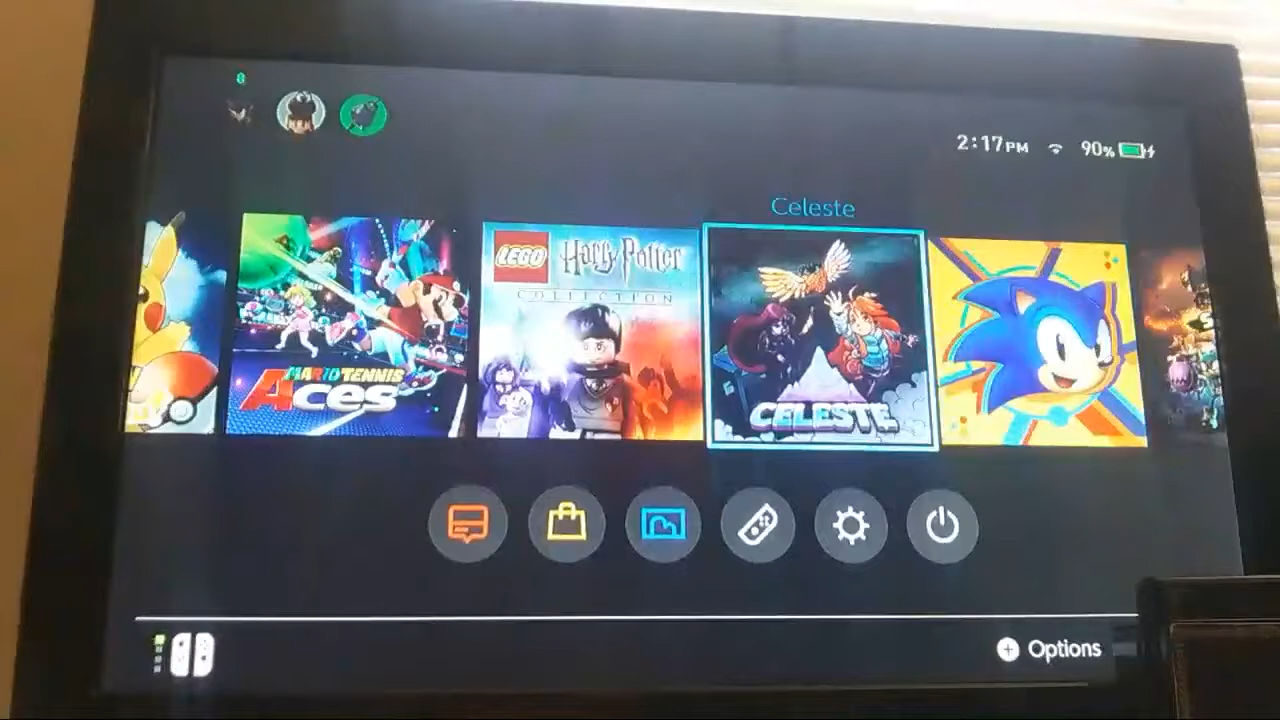 2:17PM 90%
Celeste
LEGO Harry Potter
COLLECTION
MARIO TENNIS
ACES
CELESTE
Options